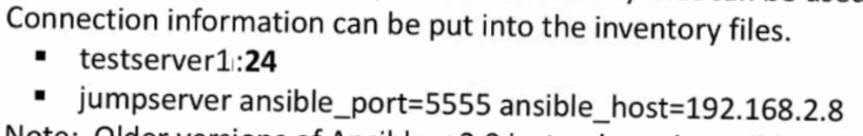 Connection information can be put into the inventory files.
▪ testserver1:24
▪ jumpserver ansible_port=5555 ansible_host=192.168.2.8